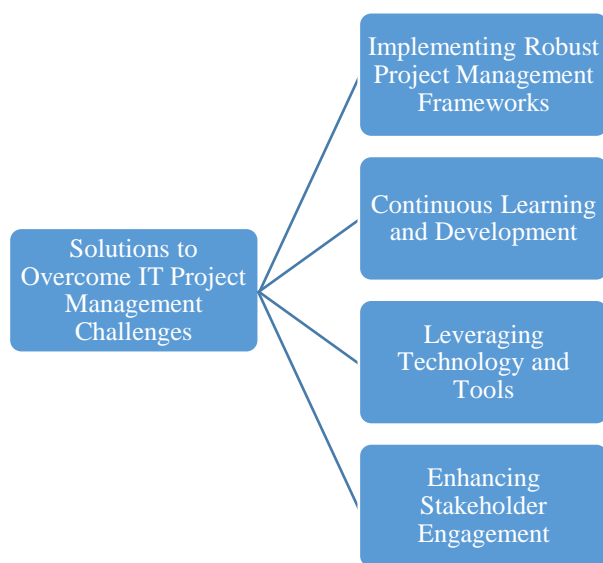 Solutions to
Overcome IT Project
Management
Challenges
Implementing Robust
Project Management
Frameworks
Continuous Learning
and Development
Leveraging
Technology and
Tools
Enhancing
Stakeholder
Engagement